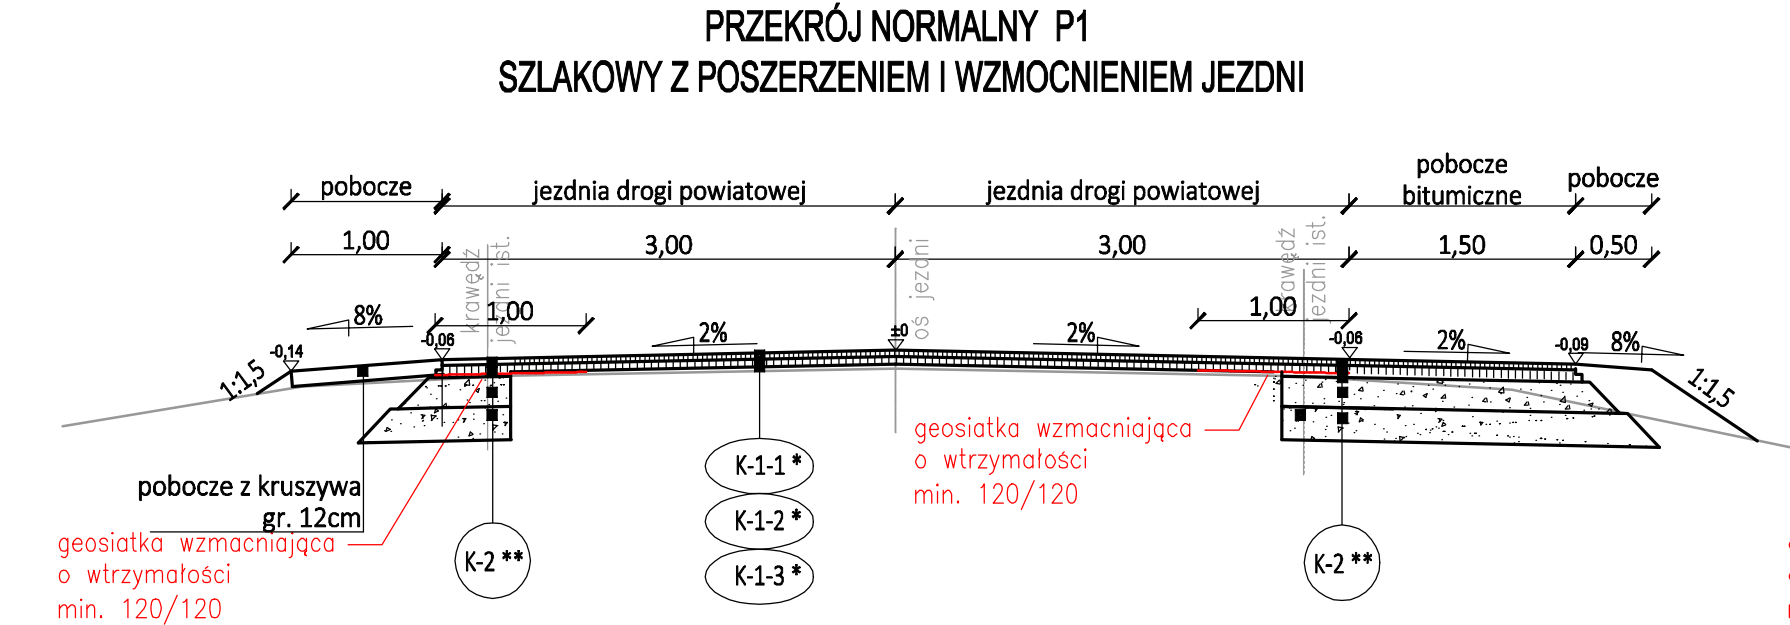 PRZEKRÓJ NORMALNY P1
SZLAKOWY Z POSZERZENIEM I WZMOCNIENIEM JEZDNI
pobocze
jezdnia drogi powiatowej
jezdnia drogi powiatowej
pobocze
bitumiczne
pobocze
1,00
3,00
3,00
1,50
0,50
krawędź
jezdni ist.
oś jezdni
krawędź
jezdni ist.
1,00
1,00
8%
2%
2%
2%
8%
-0,14
-0,06
±0
-0,06
-0,09
1:1,5
1:1,5
pobocze z kruszywa
gr. 12cm
geosiatka wzmacniająca
o wtrzymałości
min. 120/120
geosiatka wzmacniająca
o wtrzymałości
min. 120/120
K-2 **
K-1-1 *
K-1-2 *
K-1-3 *
K-2 **